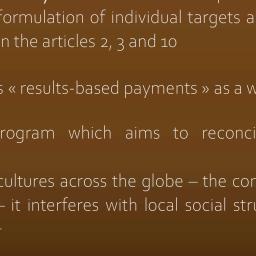 formulation of individual targets a
n the articles 2, 3 and 10
s « results-based payments » as a w
rogram which aims to reconci
cultures across the globe – the con
– it interferes with local social stru